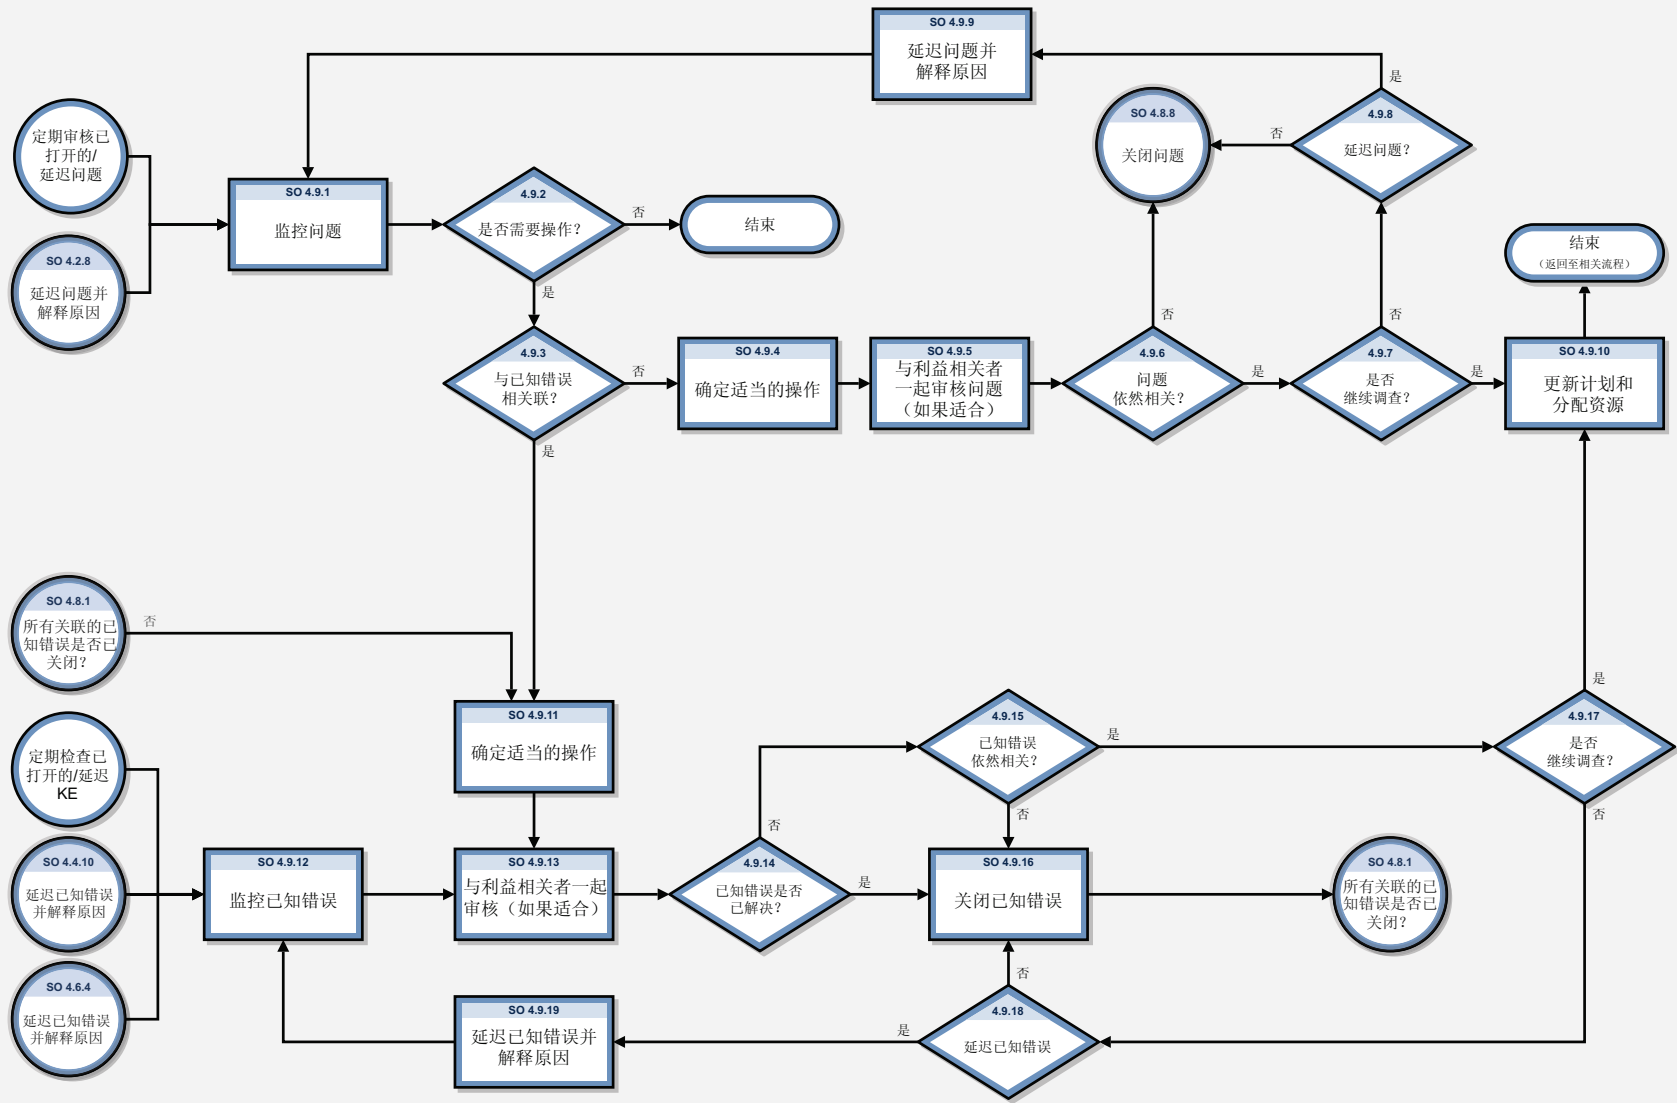 SO 4.9.9
延迟问题并
解释原因
是
定期审核已
打开的/
延迟问题
SO 4.8.8
关闭问题
否
4.9.8
延迟问题？
SO 4.9.1
监控问题
4.9.2
是否需要操作？
否
结束
是
SO 4.2.8
延迟问题并
解释原因
结束
（返回至相关流程）
4.9.3
与已知错误
相关联？
否
是
SO 4.9.4
确定适当的操作
SO 4.9.5
与利益相关者
一起审核问题
（如果适合）
否
4.9.6
问题
依然相关？
是
否
4.9.7
是否
继续调查？
是
SO 4.9.10
更新计划和
分配资源
SO 4.8.1
所有关联的已
知错误是否已
关闭？
否
SO 4.9.11
确定适当的操作
4.9.15
已知错误
依然相关？
是
否
是
4.9.17
是否
继续调查？
否
定期检查已
打开的/延迟
KE
SO 4.4.10
延迟已知错误
并解释原因
SO 4.9.12
监控已知错误
SO 4.9.13
与利益相关者一起
审核（如果适合）
否
4.9.14
已知错误是否
已解决？
是
SO 4.9.16
关闭已知错误
SO 4.8.1
所有关联的已
知错误是否已
关闭？
SO 4.6.4
延迟已知错误
并解释原因
SO 4.9.19
延迟已知错误并
解释原因
是
否
4.9.18
延迟已知错误